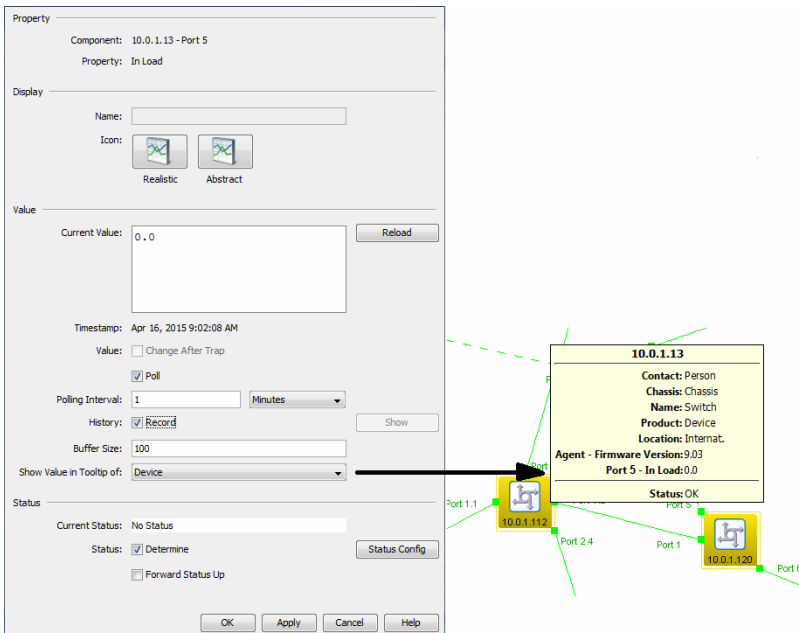 Property
Component: 10.0.1.13 - Port 5
Property: In Load
Display
Name:
Icon:
Realistic Abstract
Value
Current Value: 0.0
Reload
Timestamp: Apr 16, 2015 9:02:08 AM
Value: Change After Trap
Poll
Polling Interval: 1 Minutes
History: Record Show
Buffer Size: 100
Show Value in Tooltip of: Device
Status
Current Status: No Status
Status: Determine Status Config
Forward Status Up
OK Apply Cancel Help
10.0.1.13
Contact: Person
Chassis: Chassis
Name: Switch
Product: Device
Location: Internat.
Agent - Firmware Version: 9.03
Port 5 - In Load: 0.0
Status: OK
Port
Port 1.1
10.0.1.112
Port 2.4
Port 5
Port 1
10.0.1.120
Port